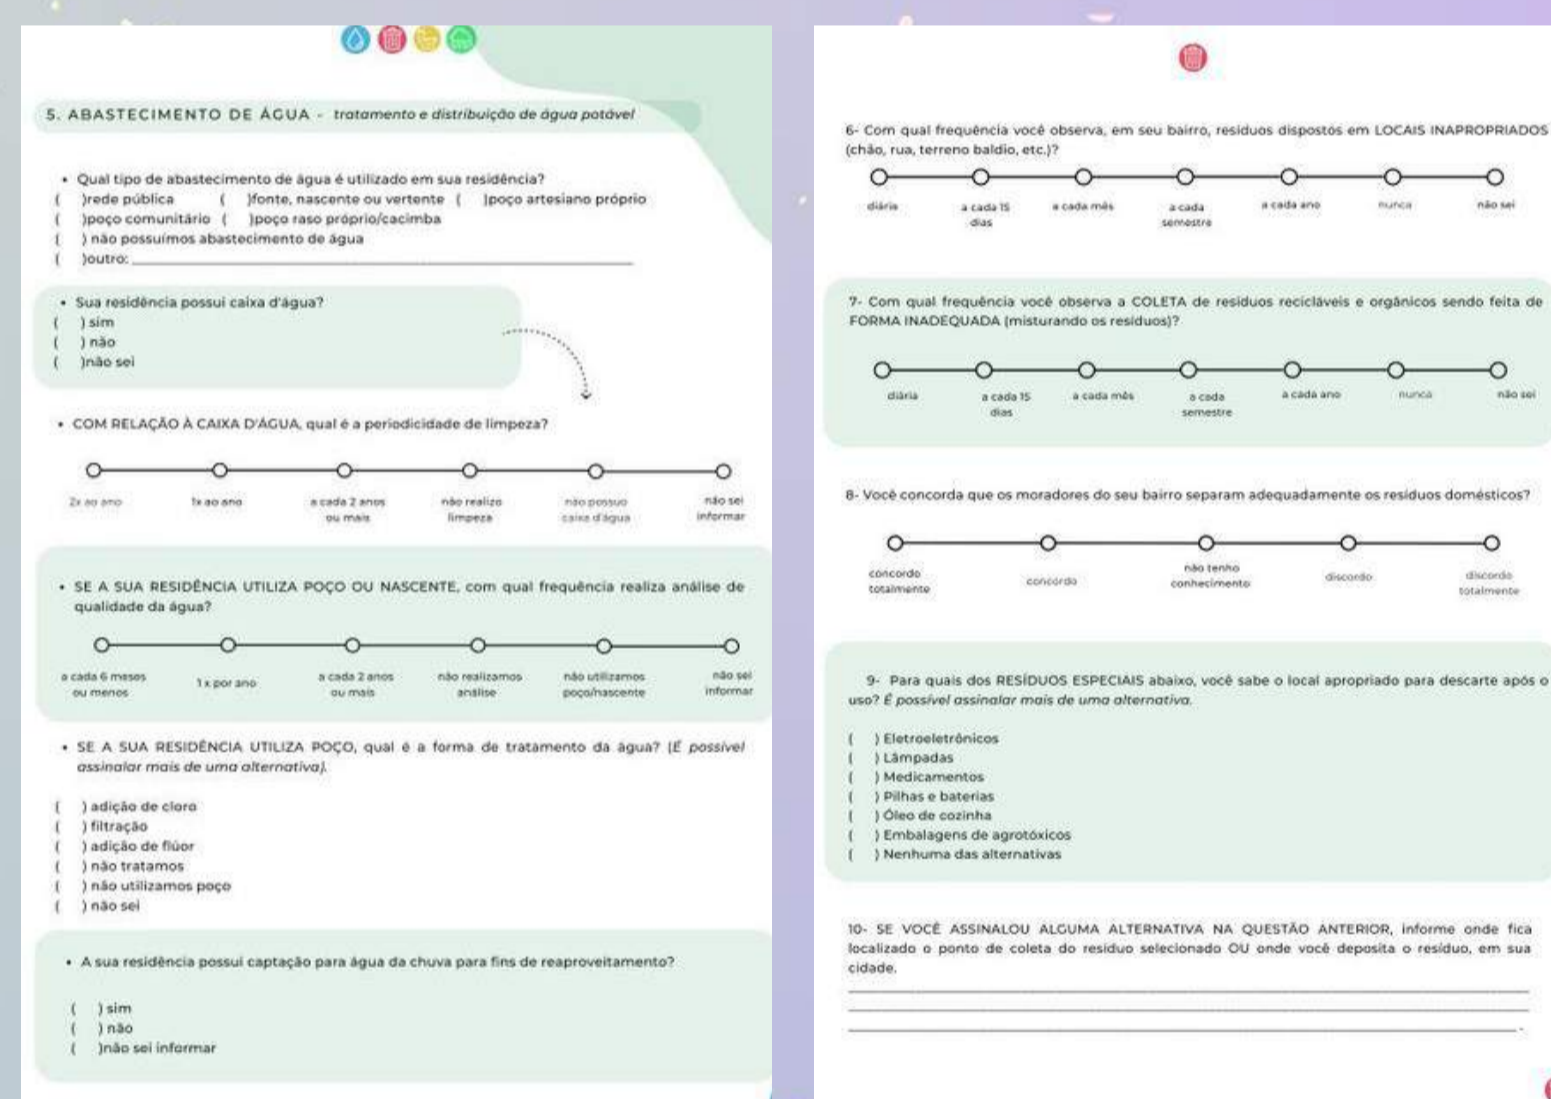 5. ABASTECIMENTO DE ÁGUA - tratamento e distribuição de água potável
• Qual tipo de abastecimento de água é utilizado em sua residência?
( )rede pública ( )fonte, nascente ou vertente ( )poço artesiano próprio
( )poço comunitário ( )poço raso próprio/cacimba
( ) não possuímos abastecimento de água
( )outro: ____
• Sua residência possui caixa d'água?
( ) sim
( ) não
( )não sei
• COM RELAÇÃO À CAIXA D'ÁGUA, qual é a periodicidade de limpeza?
2x ao ano 1x ao ano a cada 2 anos não realizo não possuo não sei
ou mais limpeza caixa d'água informar
• SE A SUA RESIDÊNCIA UTILIZA POÇO OU NASCENTE, com qual frequência realiza análise de
qualidade da água?
a cada 6 meses 1 x por ano a cada 2 anos não realizamos não utilizamos não sei
ou menos ou mais análise poço/nascente informar
• SE A SUA RESIDÊNCIA UTILIZA POÇO, qual é a forma de tratamento da água? (É possível
assinalar mais de uma alternativa).
( ) adição de cloro
( ) filtração
( ) adição de flúor
( ) não tratamos
( ) não utilizamos poço
( ) não sei
• A sua residência possui captação para água da chuva para fins de reaproveitamento?
( ) sim
( ) não
( )não sei informar
6- Com qual frequência você observa, em seu bairro, resíduos dispostos em LOCAIS INAPROPRIADOS
(chão, rua, terreno baldio, etc.)?
diária a cada 15 a cada mês a cada a cada ano nunca não sei
dias semestre
7- Com qual frequência você observa a COLETA de resíduos recicláveis e orgânicos sendo feita de
FORMA INADEQUADA (misturando os resíduos)?
diária a cada 15 a cada mês a cada a cada ano nunca não sei
dias semestre
8- Você concorda que os moradores do seu bairro separam adequadamente os resíduos domésticos?
concordo concordo não tenho discordo discordo
totalmente conhecimento totalmente
9- Para quais dos RESÍDUOS ESPECIAIS abaixo, você sabe o local apropriado para descarte após o
uso? É possível assinalar mais de uma alternativa.
( ) Eletroeletrônicos
( ) Lâmpadas
( ) Medicamentos
( ) Pilhas e baterias
( ) Óleo de cozinha
( ) Embalagens de agrotóxicos
( ) Nenhuma das alternativas
10- SE VOCÊ ASSINALOU ALGUMA ALTERNATIVA NA QUESTÃO ANTERIOR, informe onde fica
localizado o ponto de coleta do resíduo selecionado OU onde você deposita o resíduo, em sua
cidade.